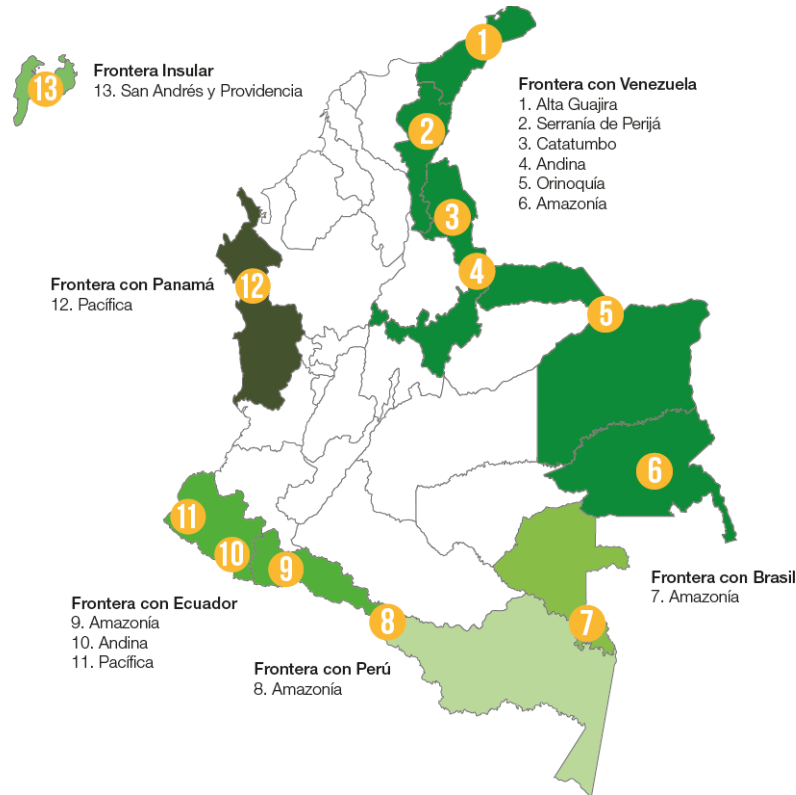 Frontera Insular
13. San Andrés y Providencia
13
1
Frontera con Venezuela
1. Alta Guajira
2. Serranía de Perijá
3. Catatumbo
4. Andina
5. Orinoquía
6. Amazonía
2
3
4
5
6
Frontera con Panamá
12. Pacífica
12
11
10
9
8
7
Frontera con Brasil
7. Amazonía
Frontera con Ecuador
9. Amazonía
10. Andina
11. Pacífica
Frontera con Perú
8. Amazonía